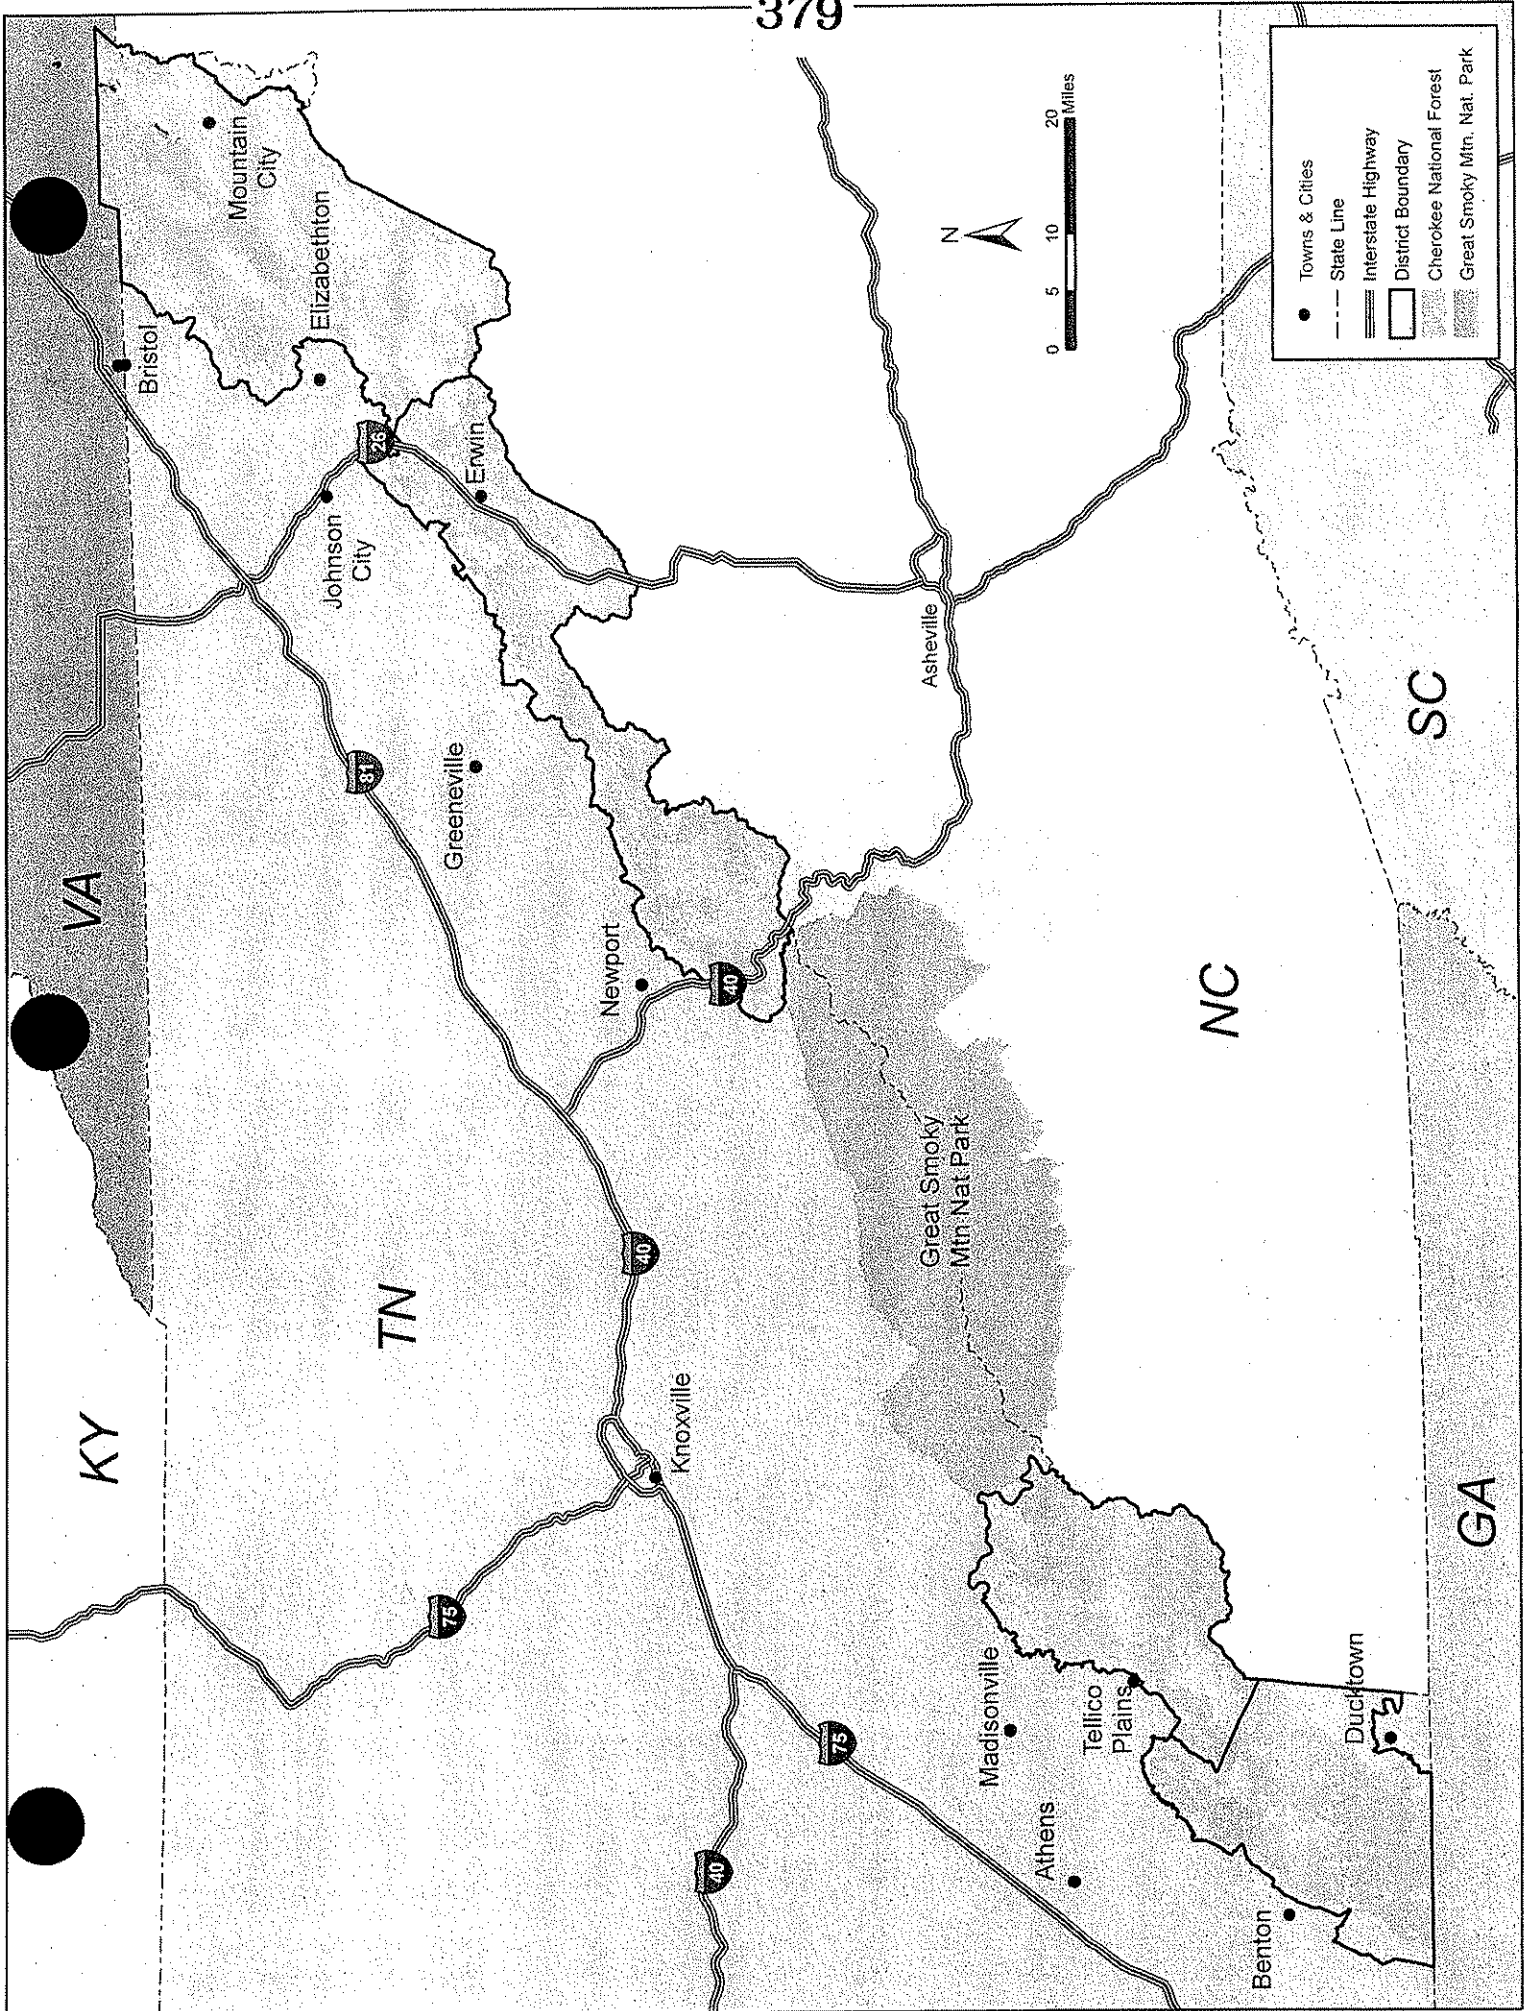 379
KY
VA
TN
NC
SC
GA
Bristol
Mountain
City
Elizabethton
Johnson
City
Erwin
Greeneville
Newport
Asheville
Knoxville
Great Smoky
Mtn Nat Park
Madisonville
Tellico
Plains
Athens
Benton
Ducktown
26
81
40
40
75
75
40
N
0 5 10 20
Miles
Towns & Cities
State Line
Interstate Highway
District Boundary
Cherokee National Forest
Great Smoky Mtn. Nat. Park